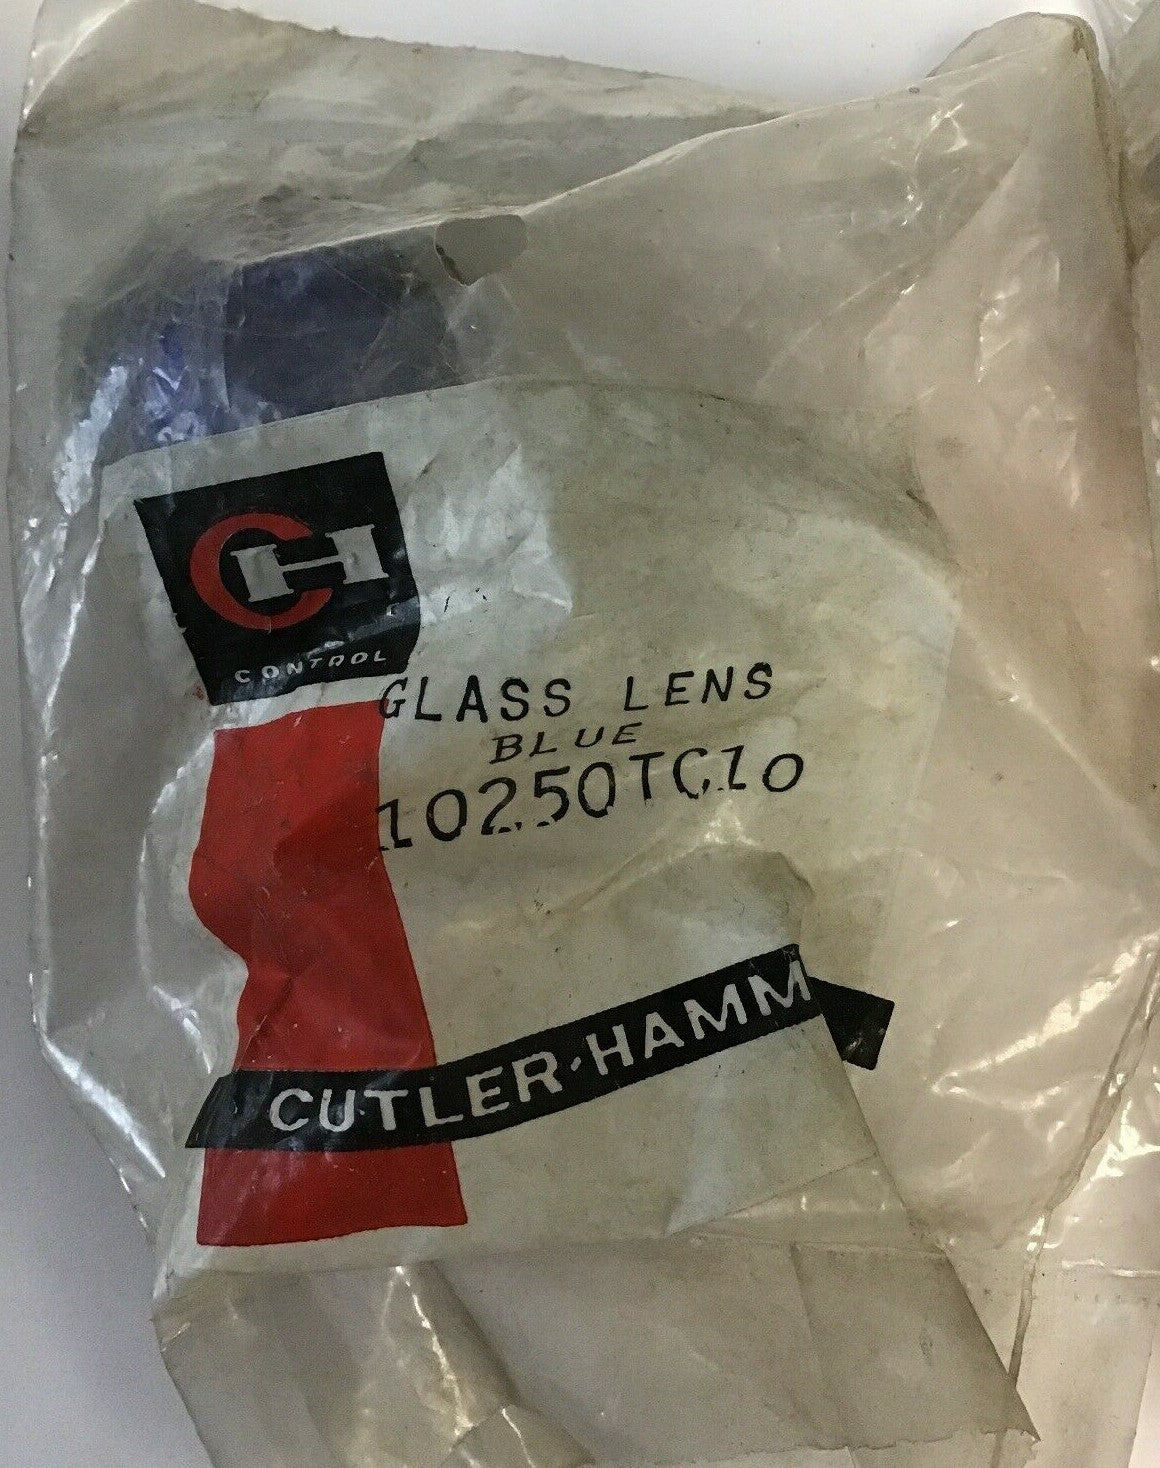 CH
CONTROL
GLASS LENS
BLUE
10250TC10
CUTLER-HAMM